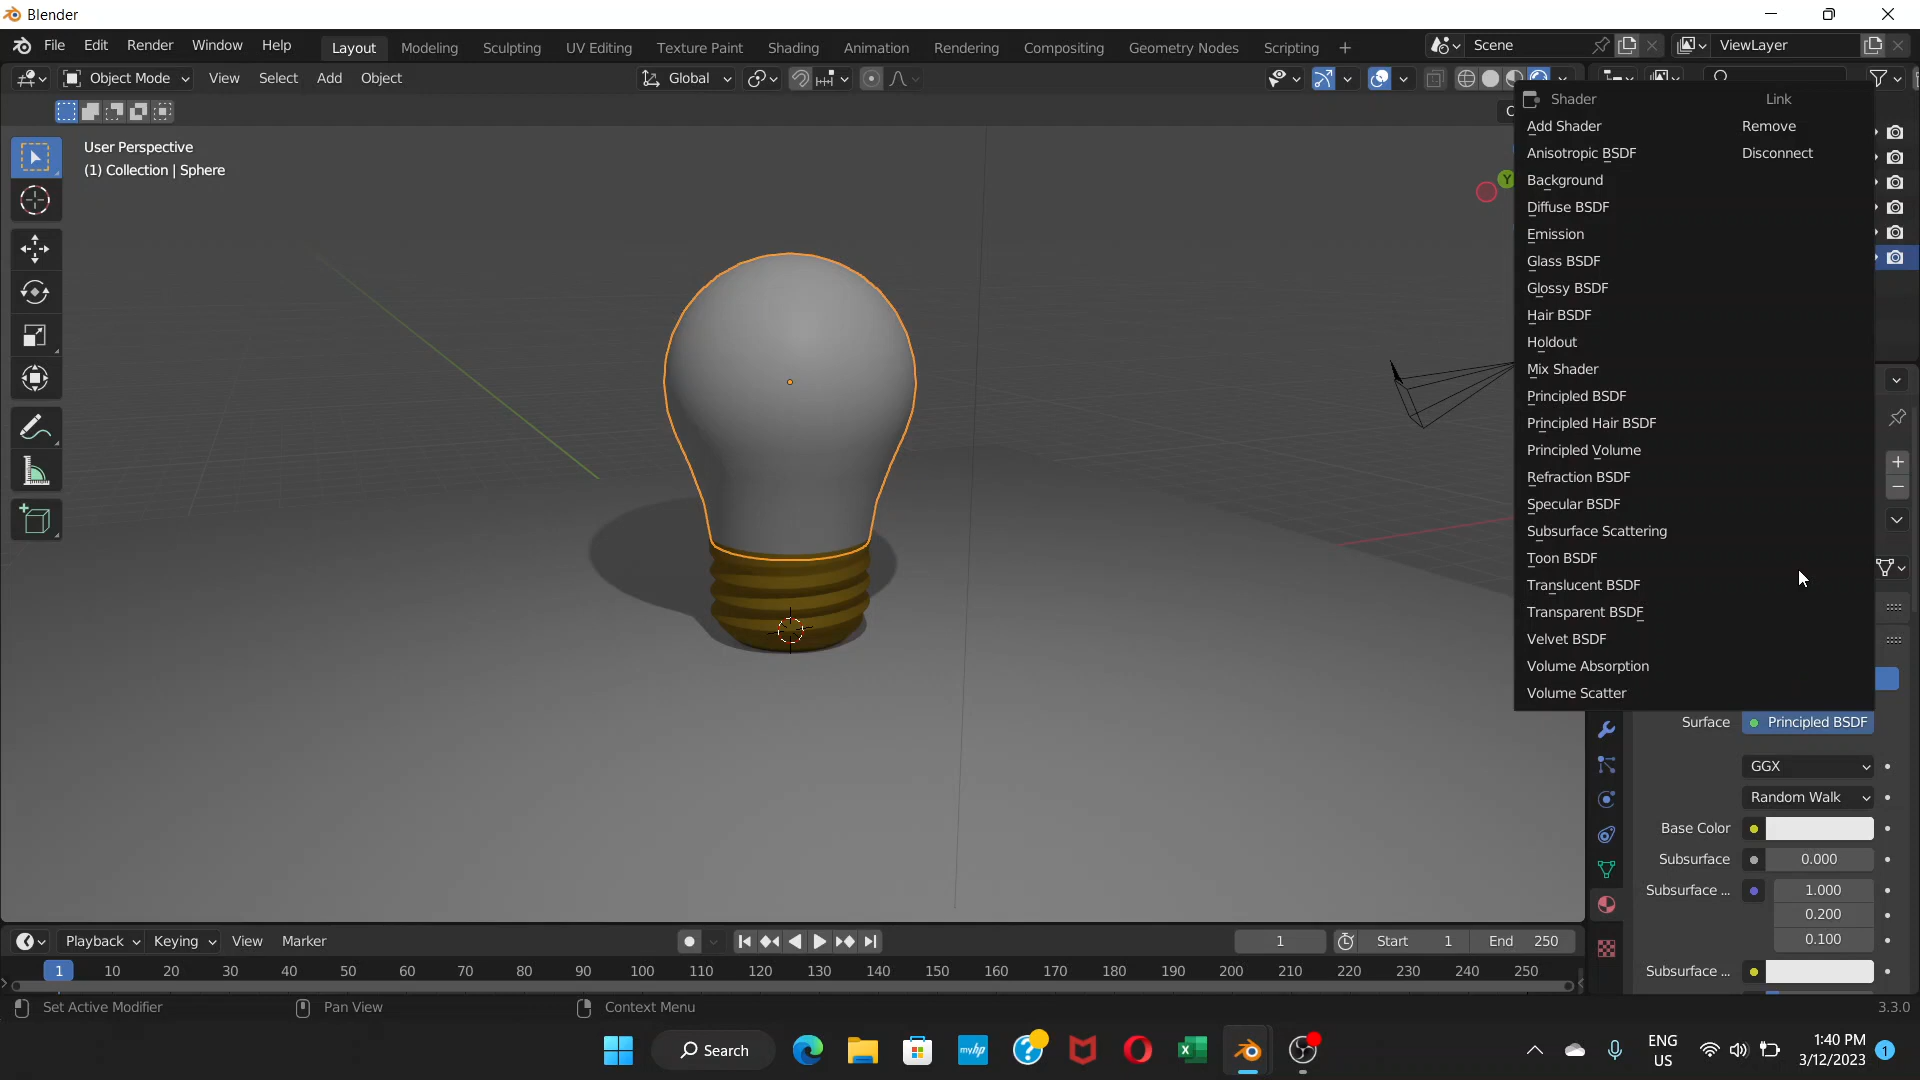 Blender
File Edit Render Window Help Layout Modeling Sculpting UV Editing Texture Paint Shading Animation Rendering Compositing Geometry Nodes Scripting + Scene ViewLayer
Object Mode View Select Add Object Global
User Perspective
(1) Collection | Sphere
Y
Shader Link
Add Shader Remove
Anisotropic BSDF Disconnect
Background
Diffuse BSDF
Emission
Glass BSDF
Glossy BSDF
Hair BSDF
Holdout
Mix Shader
Principled BSDF
Principled Hair BSDF
Principled Volume
Refraction BSDF
Specular BSDF
Subsurface Scattering
Toon BSDF
Translucent BSDF
Transparent BSDF
Velvet BSDF
Volume Absorption
Volume Scatter
Surface Principled BSDF
GGX
Random Walk
Base Color
Subsurface 0.000
Subsurface ... 1.000
0.200
0.100
Subsurface ...
Playback Keying View Marker 1 Start 1 End 250
1 10 20 30 40 50 60 70 80 90 100 110 120 130 140 150 160 170 180 190 200 210 220 230 240 250
Set Active Modifier Pan View Context Menu 3.3.0
Search myhp ENG US 1:40 PM 3/12/2023 1